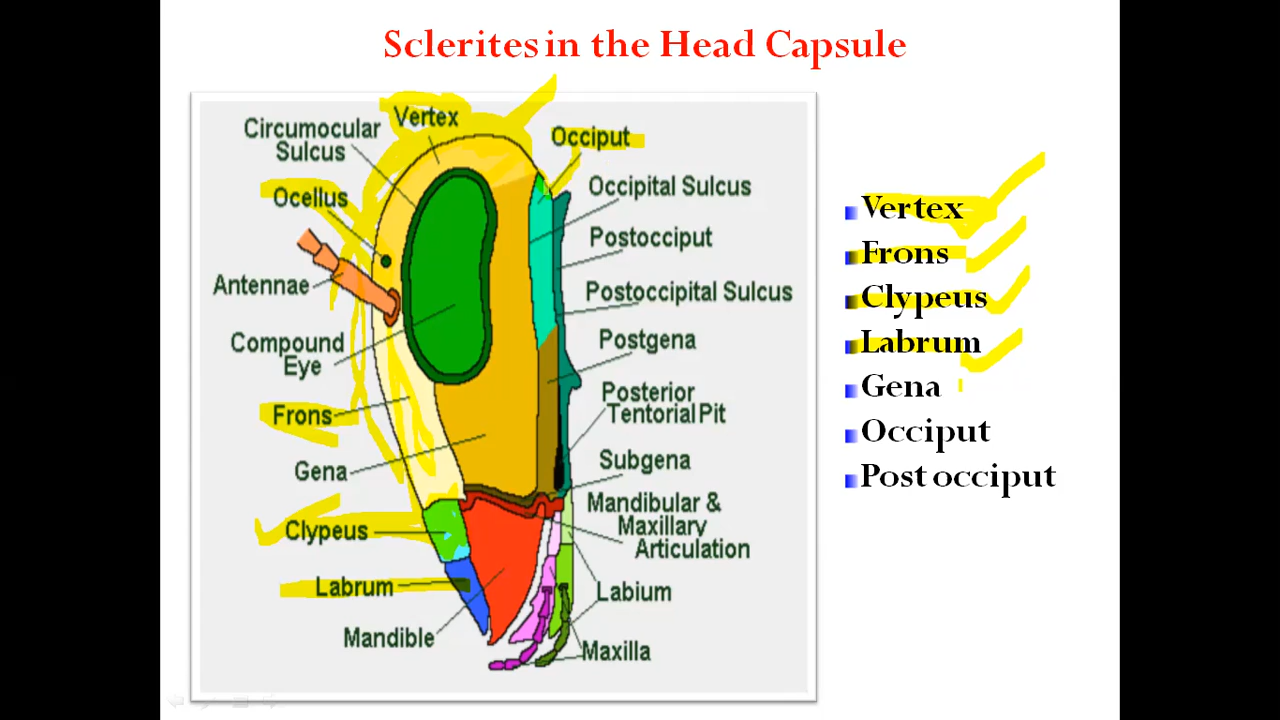 Sclerites in the Head Capsule
Vertex
Circumocular
Sulcus
Ocellus
Antennae
Compound
Eye
Frons
Gena
Clypeus
Labrum
Mandible
Occiput
Occipital Sulcus
Postocciput
Postoccipital Sulcus
Postgena
Posterior
Tentorial Pit
Subgena
Mandibular &
Maxillary
Articulation
Labium
Maxilla
Vertex
Frons
Clypeus
Labrum
Gena
Occiput
Post occiput